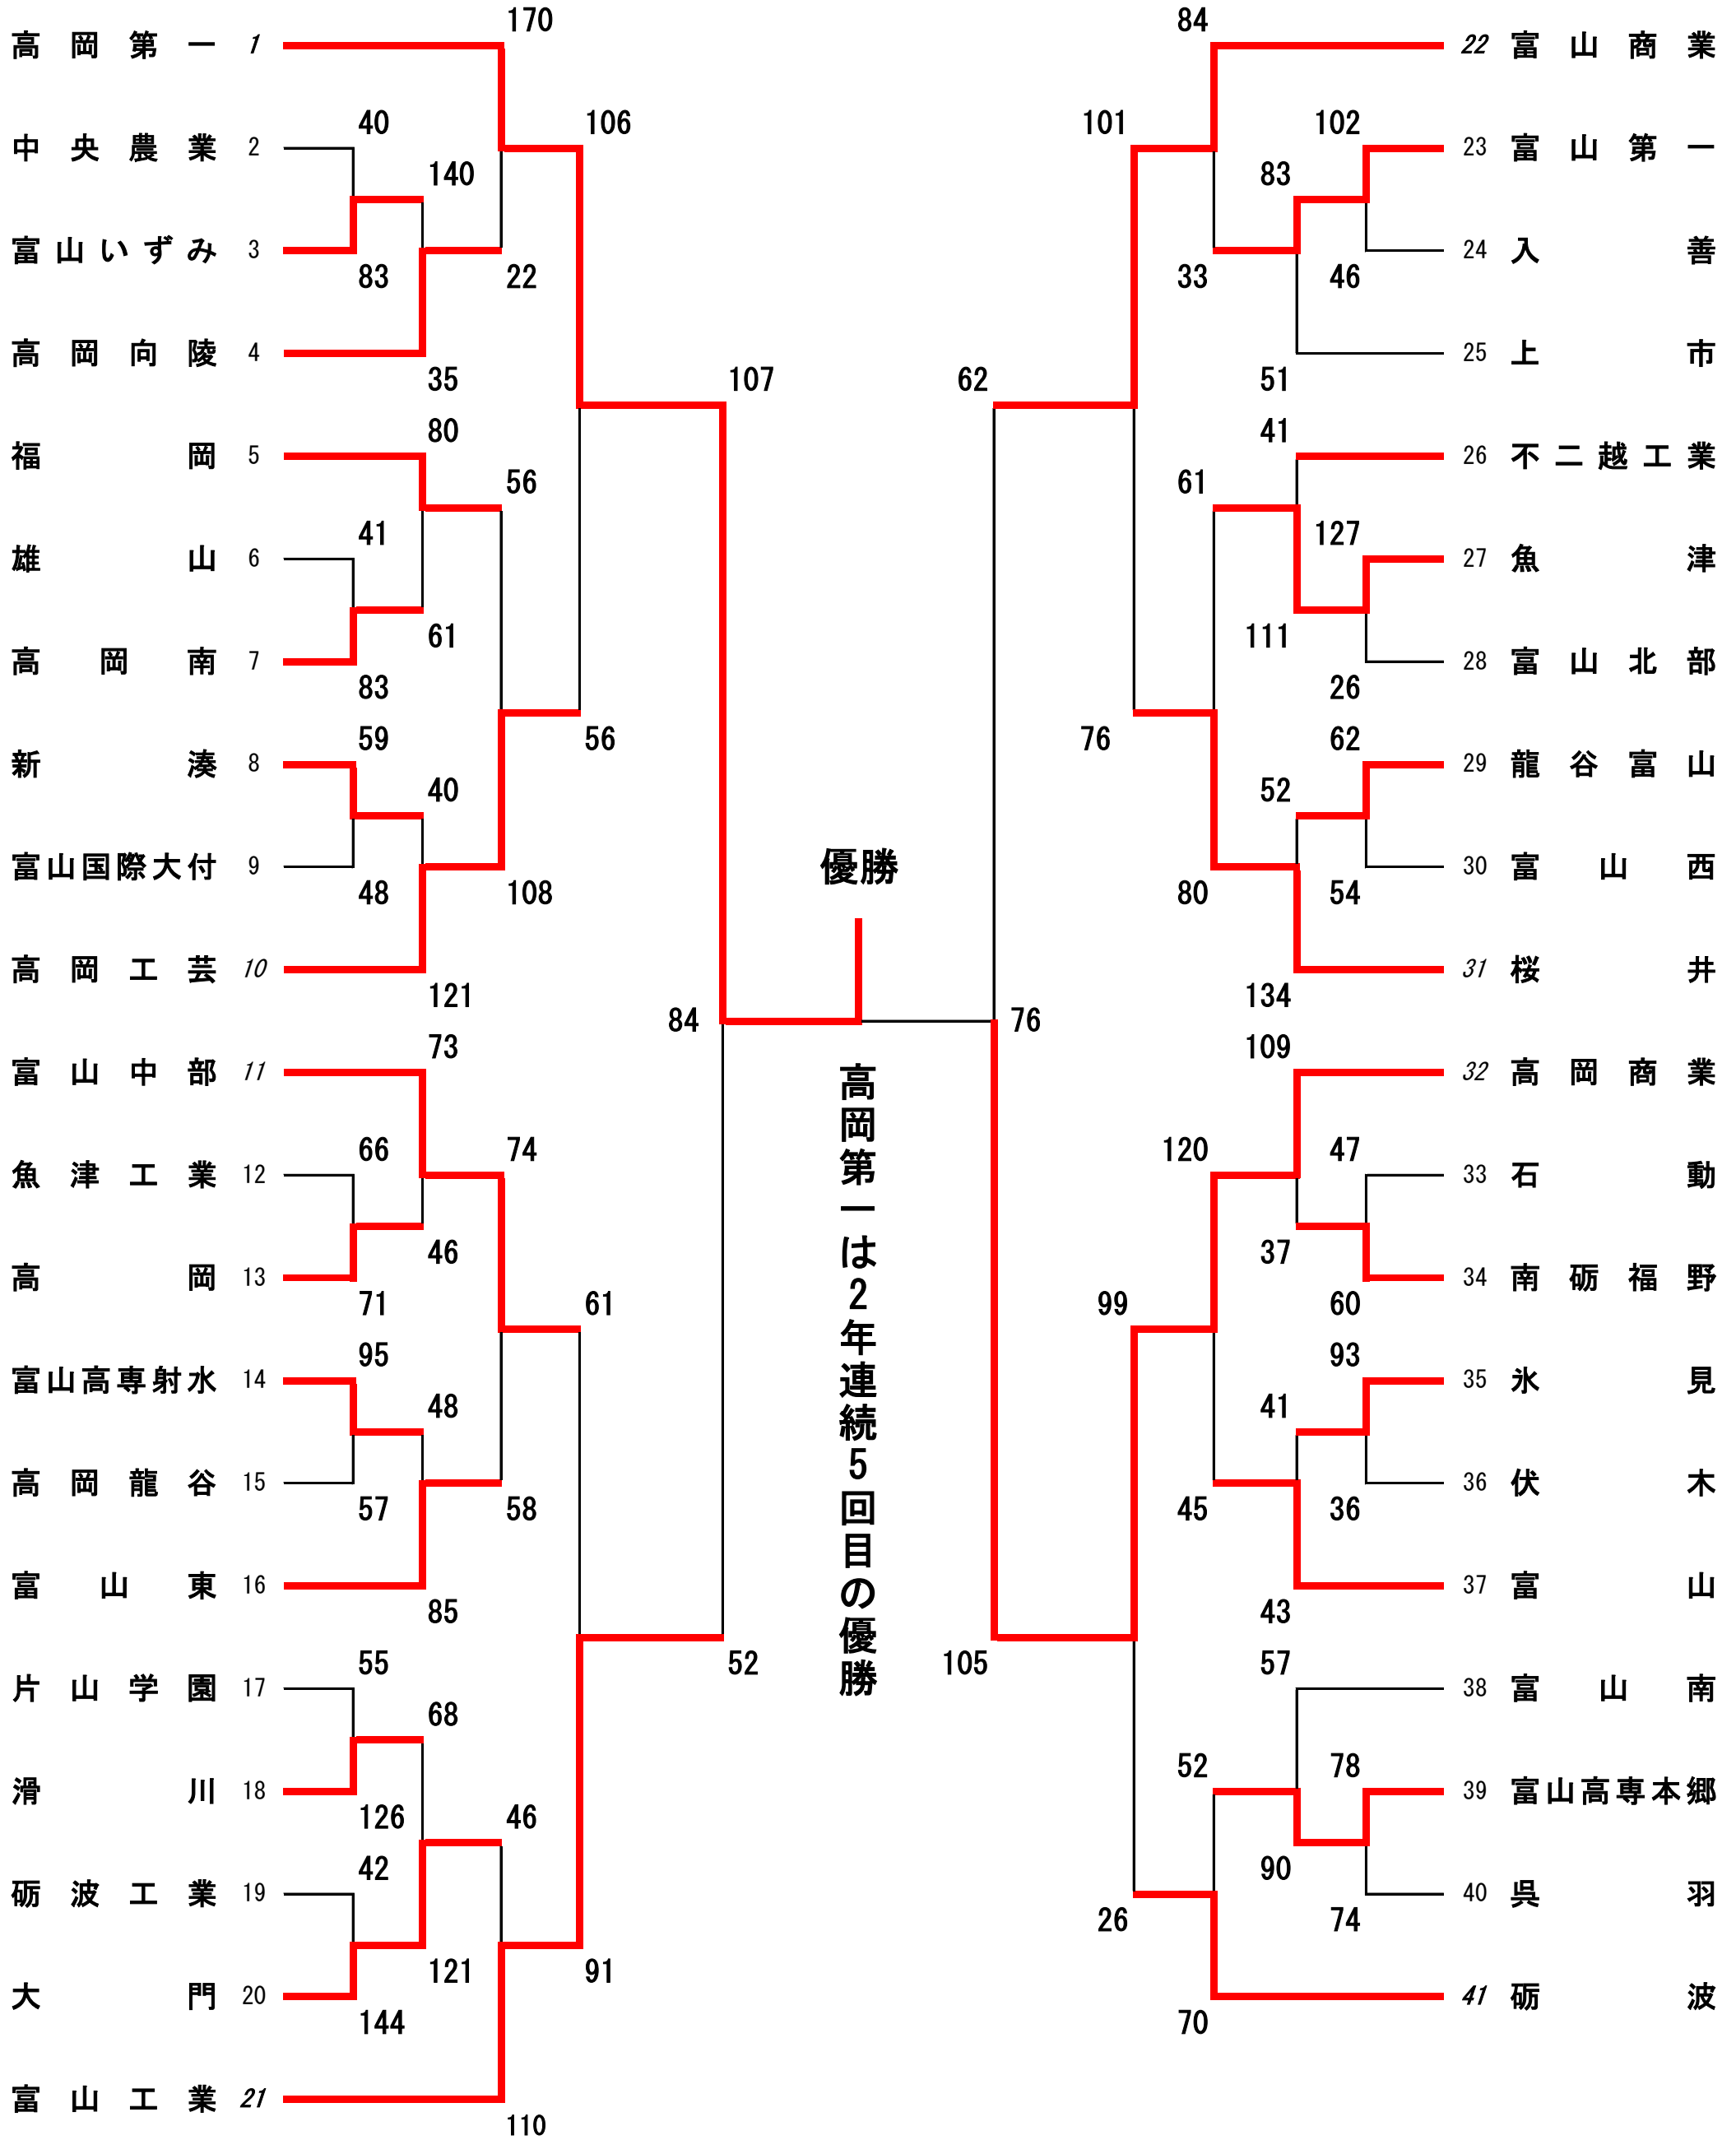 170
高岡第一 1
40 106
中央農業 2
140
富山いずみ 3
83 22
高岡向陵 4
35 107
80
福岡 5
56
41
雄山 6
61
高岡南 7
83
59 56
新湊 8
40
富山国際大付 9
48 108
高岡工芸 10
121
84
73
富山中部 11
66 74
魚津工業 12
46
高岡 13
71 61
95
富山高専射水 14
48
高岡龍谷 15
57 58
富山東 16
85
55 52
片山学園 17
68
滑川 18
126 46
42
砺波工業 19
121 91
大門 20
144
富山工業 21
110
優勝
高岡第一は2年連続5回目の優勝
84
22 富山商業
101 102
23 富山第一
83
24 入善
33 46
25 上市
62 51
41
26 不二越工業
61
127
27 魚津
111
28 富山北部
26
76 62
29 龍谷富山
52
30 富山西
80 54
31 桜井
134
76
109
32 高岡商業
120 47
33 石動
37
34 南砺福野
99 60
93
35 氷見
41
36 伏木
45 36
37 富山
43
105 57
38 富山南
52 78
39 富山高専本郷
90
40 呉羽
26 74
41 砺波
70